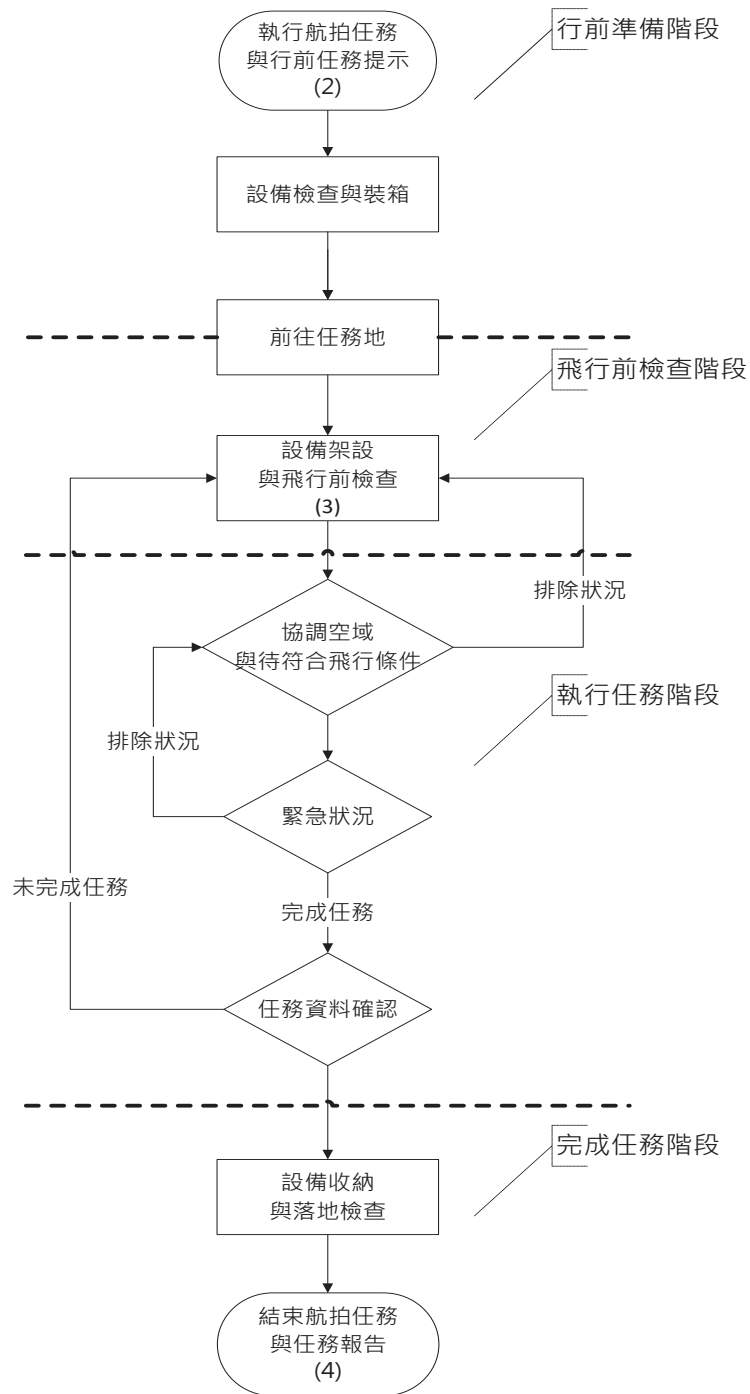 執行航拍任務
與行前任務提示
(2)
行前準備階段
設備檢查與裝箱
前往任務地
飛行前檢查階段
設備架設
與飛行前檢查
(3)
排除狀況
協調空域
與待符合飛行條件
執行任務階段
排除狀況
緊急狀況
未完成任務
完成任務
任務資料確認
完成任務階段
設備收納
與落地檢查
結束航拍任務
與任務報告
(4)